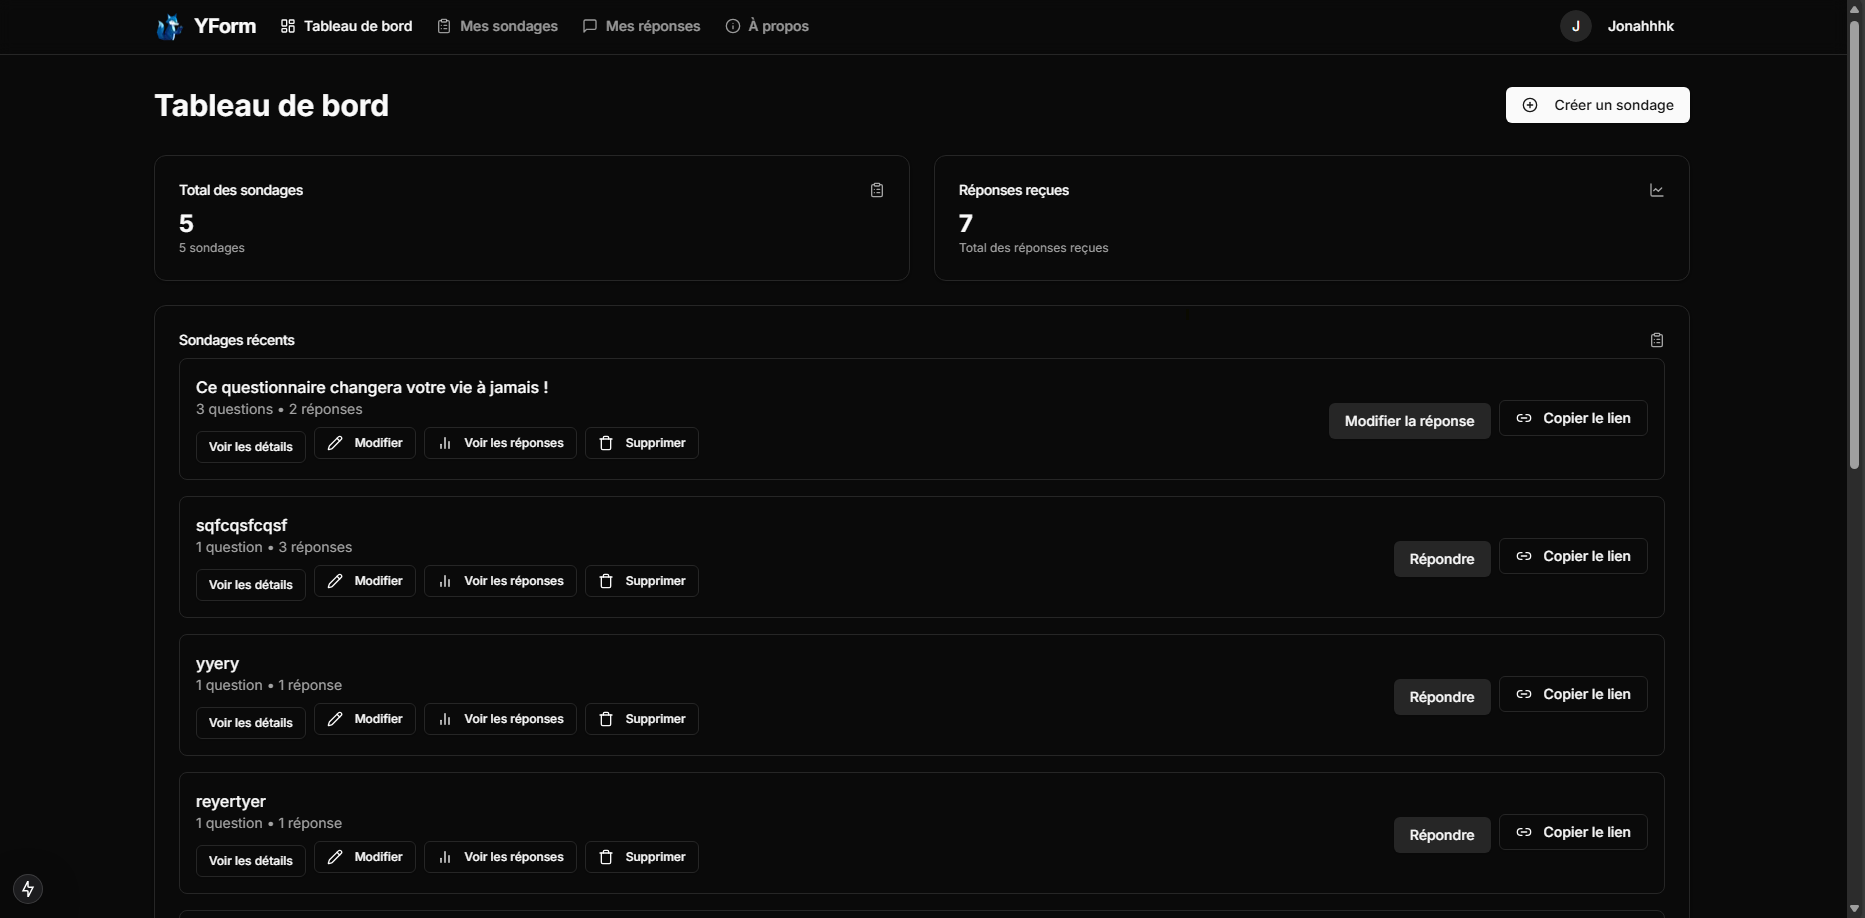 YForm Tableau de bord Mes sondages Mes réponses À propos J Jonahhhk
Tableau de bord Créer un sondage
Total des sondages
5
5 sondages
Réponses reçues
7
Total des réponses reçues
Sondages récents
Ce questionnaire changera votre vie à jamais !
3 questions • 2 réponses
Voir les détails Modifier Voir les réponses Supprimer
Modifier la réponse Copier le lien
sqfcqsfcqsf
1 question • 3 réponses
Voir les détails Modifier Voir les réponses Supprimer
Répondre Copier le lien
yyery
1 question • 1 réponse
Voir les détails Modifier Voir les réponses Supprimer
Répondre Copier le lien
reyertyer
1 question • 1 réponse
Voir les détails Modifier Voir les réponses Supprimer
Répondre Copier le lien